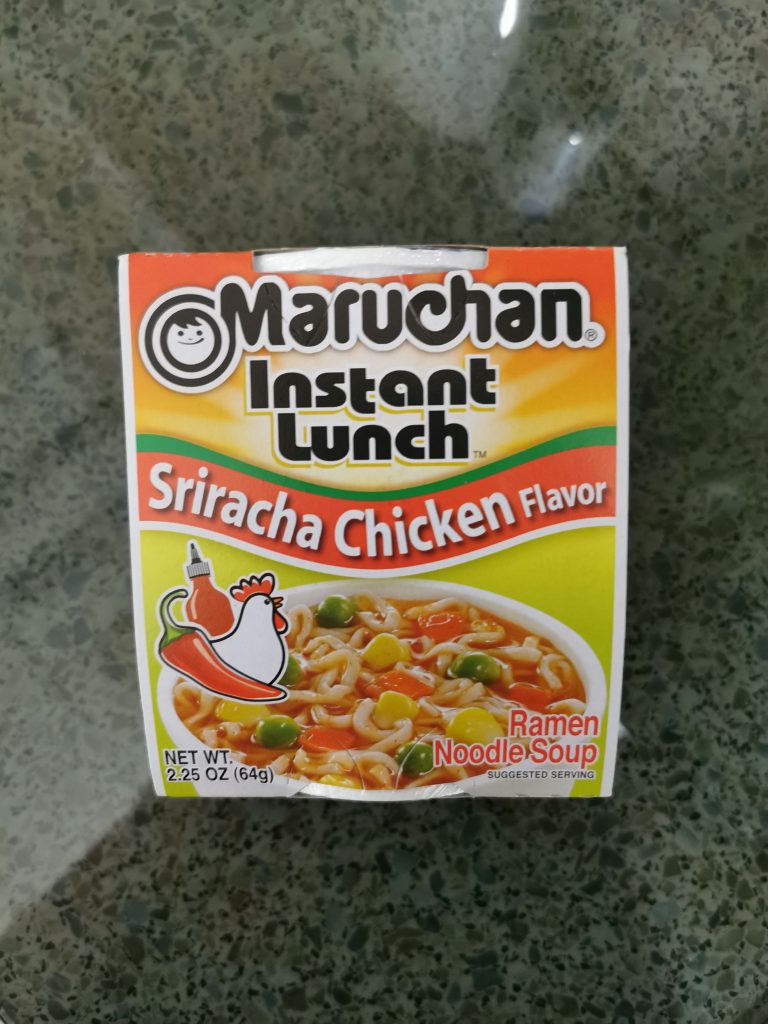 Maruchan®
Instant
Lunch™
Sriracha Chicken Flavor
Ramen
Noodle Soup
SUGGESTED SERVING
NET WT.
2.25 OZ (64g)